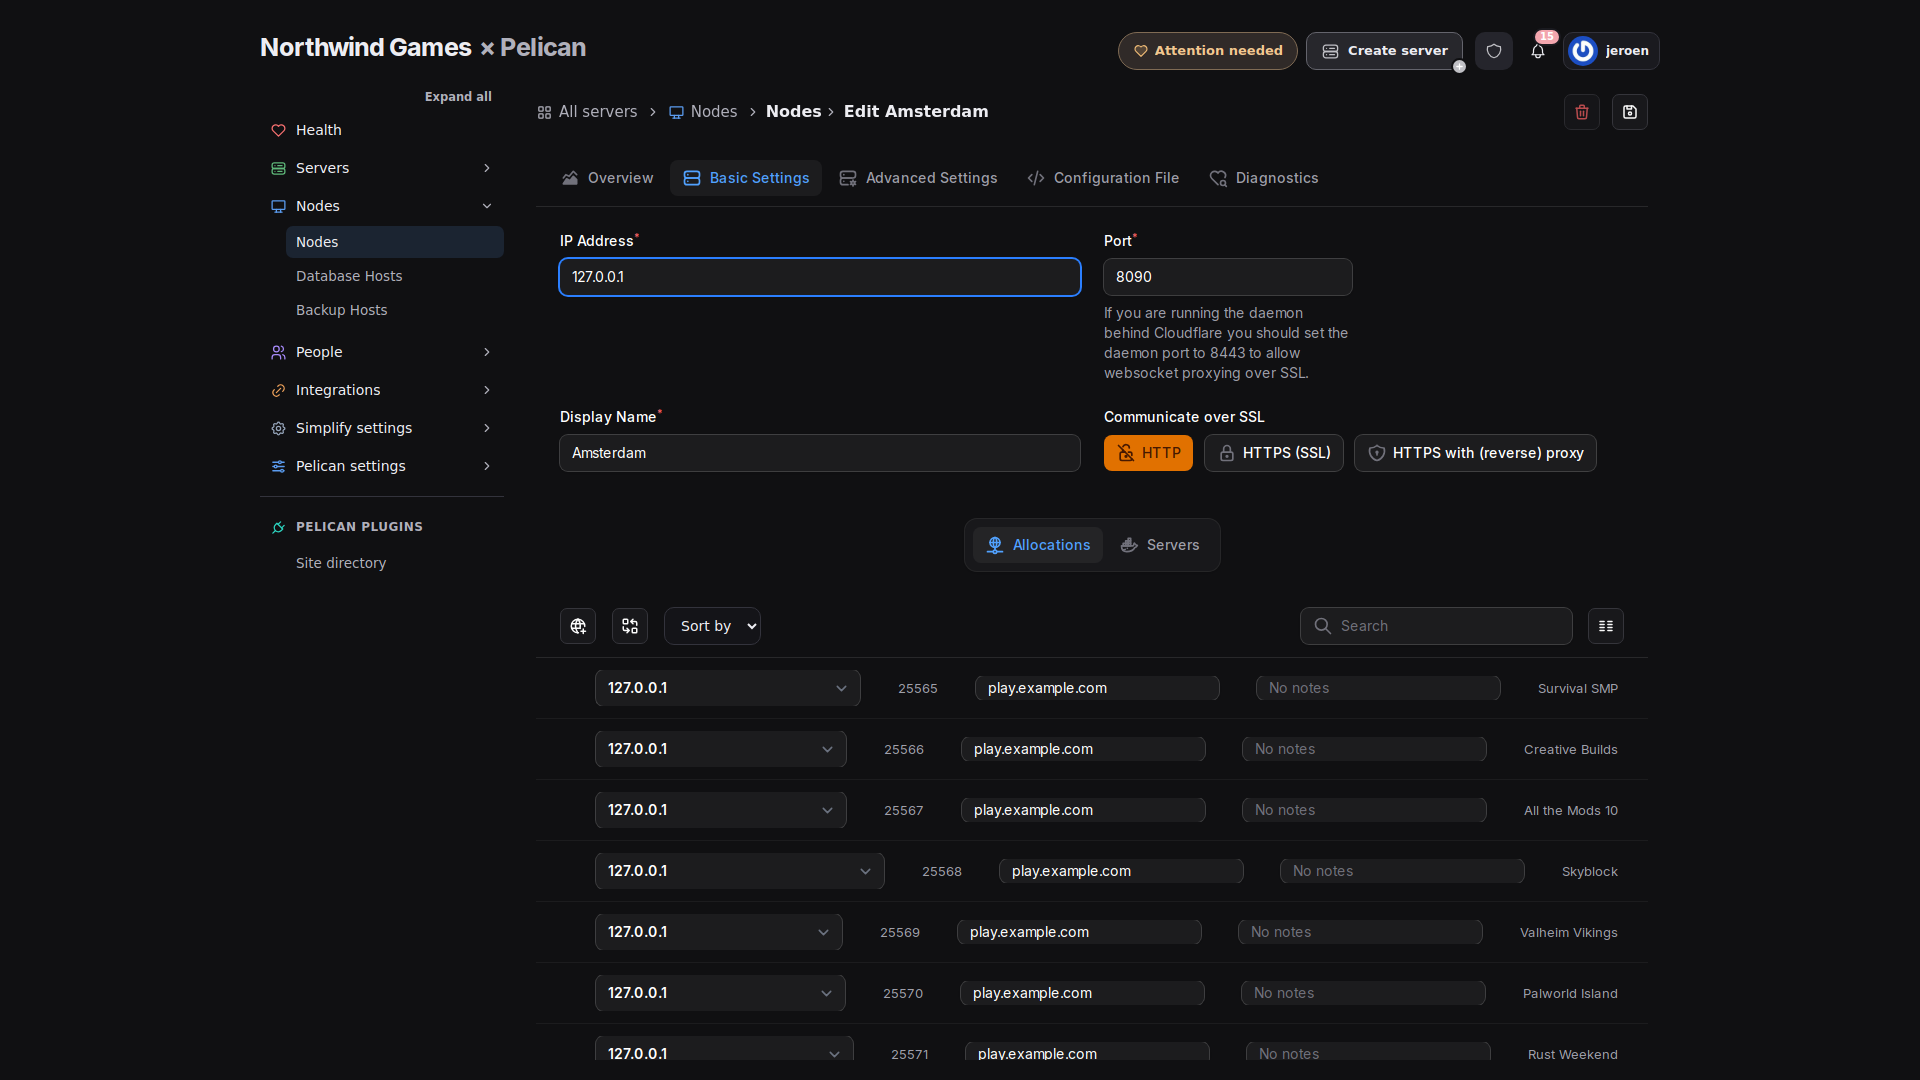 Northwind Games × Pelican
Attention needed
Create server
15
jeroen
Expand all
Health
Servers
Nodes
Nodes
Database Hosts
Backup Hosts
People
Integrations
Simplify settings
Pelican settings
PELICAN PLUGINS
Site directory
All servers > Nodes > Nodes > Edit Amsterdam
Overview
Basic Settings
Advanced Settings
Configuration File
Diagnostics
IP Address*
127.0.0.1
Port*
8090
If you are running the daemon
behind Cloudflare you should set the
daemon port to 8443 to allow
websocket proxying over SSL.
Display Name*
Amsterdam
Communicate over SSL
HTTP
HTTPS (SSL)
HTTPS with (reverse) proxy
Allocations
Servers
Sort by
Search
127.0.0.1 25565 play.example.com No notes Survival SMP
127.0.0.1 25566 play.example.com No notes Creative Builds
127.0.0.1 25567 play.example.com No notes All the Mods 10
127.0.0.1 25568 play.example.com No notes Skyblock
127.0.0.1 25569 play.example.com No notes Valheim Vikings
127.0.0.1 25570 play.example.com No notes Palworld Island
127.0.0.1 25571 play.example.com No notes Rust Weekend